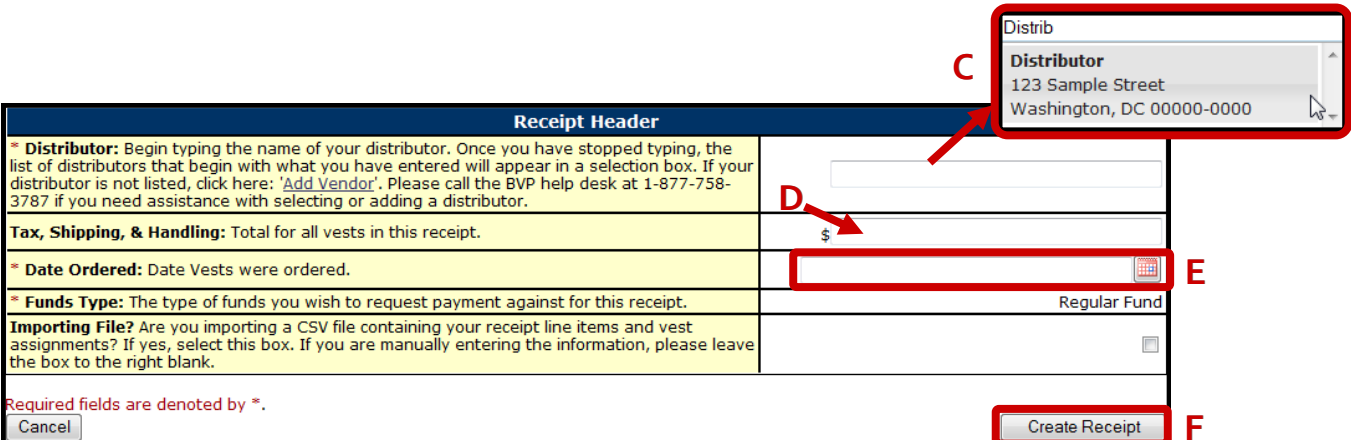 Distrib
C
Distributor
123 Sample Street
Washington, DC 00000-0000
Receipt Header
* Distributor: Begin typing the name of your distributor. Once you have stopped typing, the
list of distributors that begin with what you have entered will appear in a selection box. If your
distributor is not listed, click here: 'Add Vendor'. Please call the BVP help desk at 1-877-758-
3787 if you need assistance with selecting or adding a distributor.
D
Tax, Shipping, & Handling: Total for all vests in this receipt.
$
* Date Ordered: Date Vests were ordered.
E
* Funds Type: The type of funds you wish to request payment against for this receipt.
Regular Fund
Importing File? Are you importing a CSV file containing your receipt line items and vest
assignments? If yes, select this box. If you are manually entering the information, please leave
the box to the right blank.
Required fields are denoted by *.
Cancel
Create Receipt
F